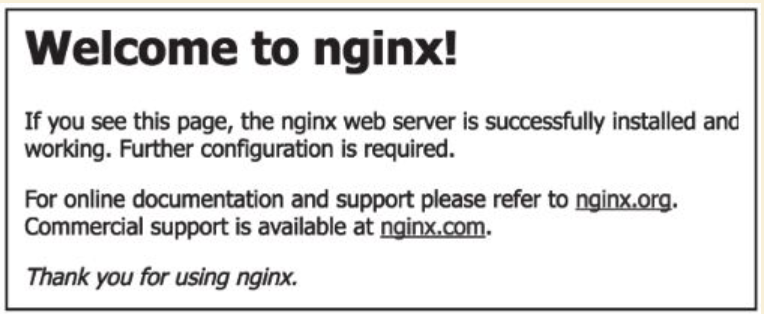 Welcome to nginx!
If you see this page, the nginx web server is successfully installed and
working. Further configuration is required.
For online documentation and support please refer to nginx.org.
Commercial support is available at nginx.com.
Thank you for using nginx.